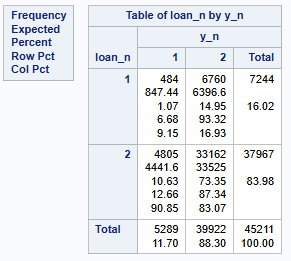 Frequency
Expected
Percent
Row Pct
Col Pct
Table of loan_n by y_n
y_n
loan_n 1 2 Total
1 484 6760 7244
847.44 6396.6
1.07 14.95 16.02
6.68 93.32
9.15 16.93
2 4805 33162 37967
4441.6 33525
10.63 73.35 83.98
12.66 87.34
90.85 83.07
Total 5289 39922 45211
11.70 88.30 100.00